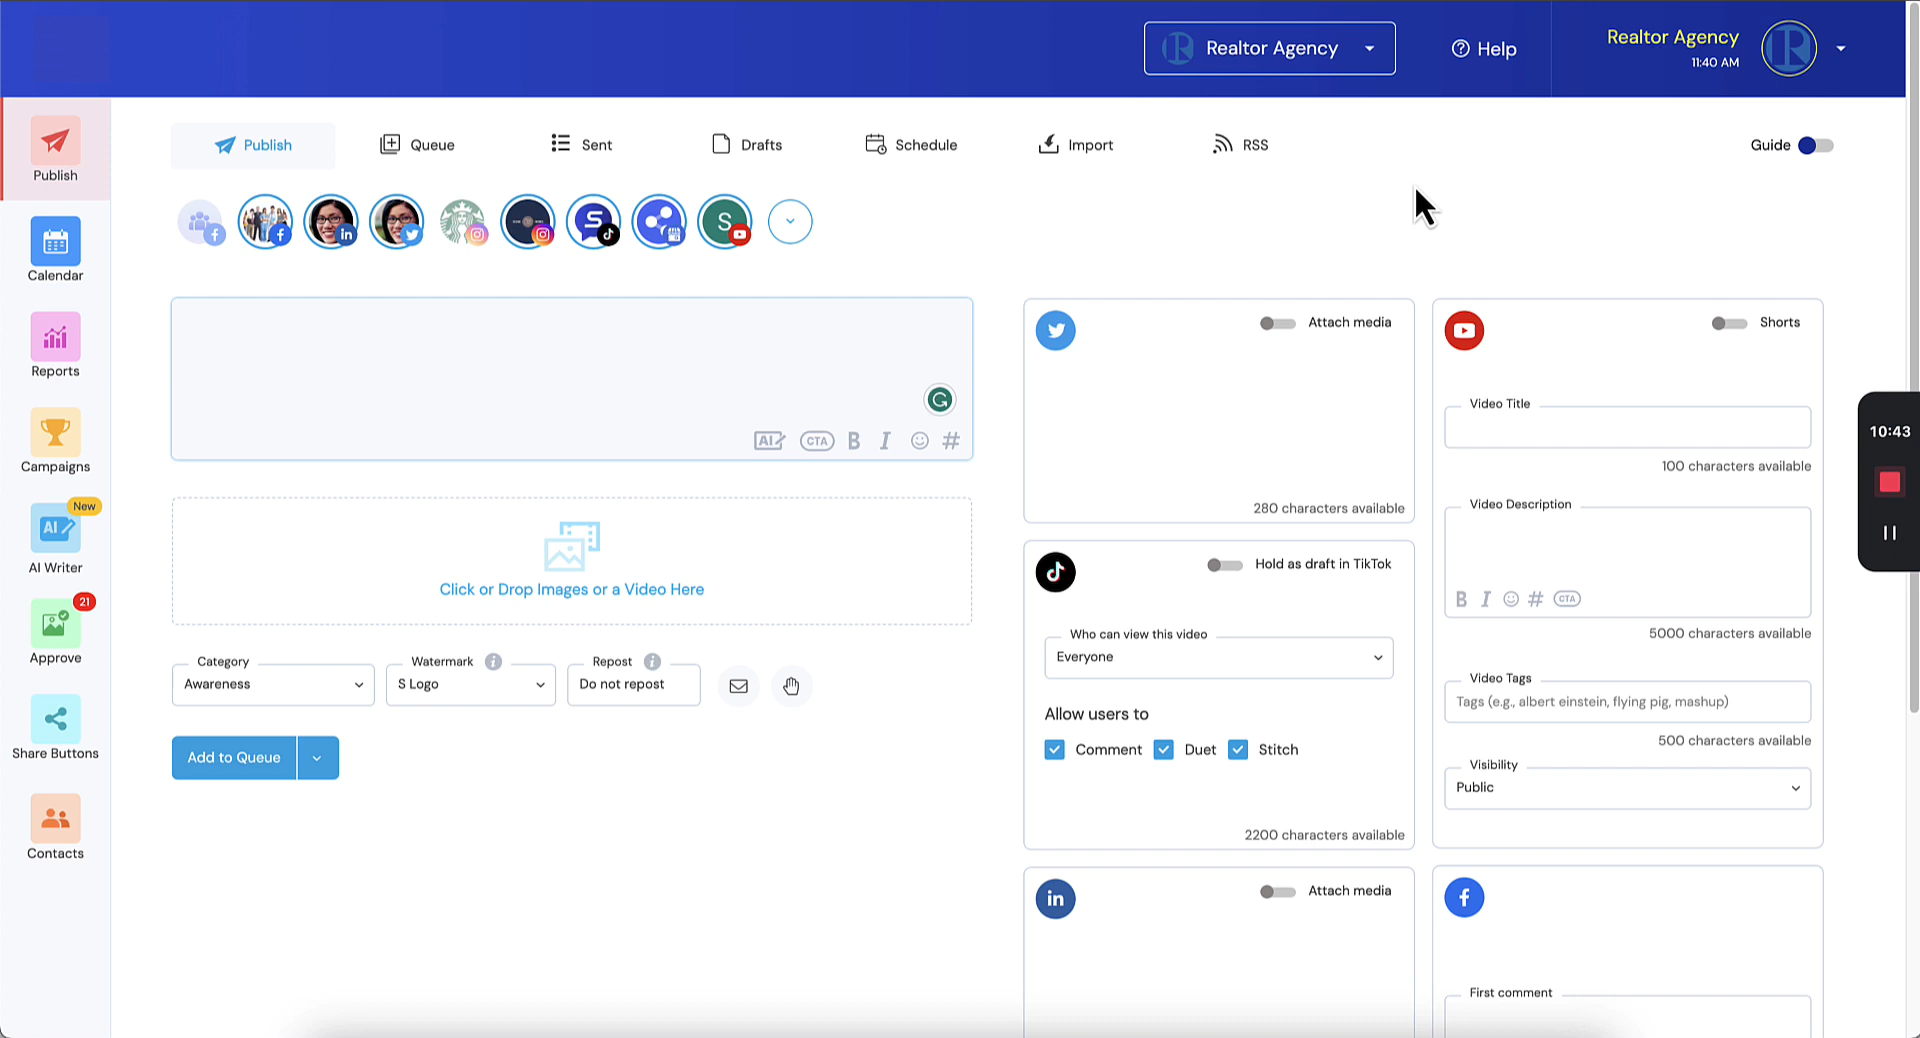 Realtor Agency
Help
Realtor Agency
11:40 AM
Publish
Calendar
Reports
Campaigns
New
AI
AI Writer
21
Approve
Share Buttons
Contacts
Publish
Queue
Sent
Drafts
Schedule
Import
RSS
Guide
S
S
AI
CTA
B
I
#
Click or Drop Images or a Video Here
Category
Awareness
Watermark
S Logo
Repost
Do not repost
Add to Queue
Attach media
280 characters available
Hold as draft in TikTok
Who can view this video
Everyone
Allow users to
Comment
Duet
Stitch
2200 characters available
in
Attach media
Shorts
Video Title
100 characters available
Video Description
B
I
#
CTA
5000 characters available
Video Tags
Tags (e.g., albert einstein, flying pig, mashup)
500 characters available
Visibility
Public
First comment
10:43